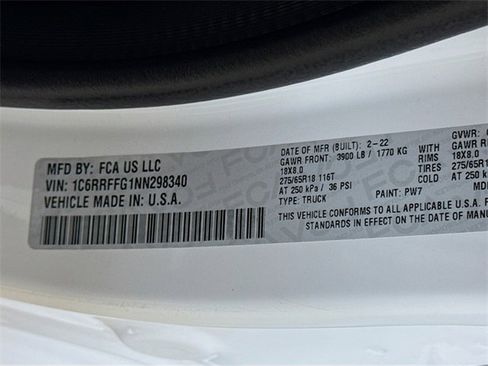 MFD BY: FCA US LLC
VIN: 1C6RRFFG1NN298340
VEHICLE MADE IN: U.S.A.
DATE OF MFR (BUILT): 2-22
GAWR FRONT: 3900 LB / 1770 KG
18X8.0
275/65R18 116T
AT 250 kPa / 36 PSI
TYPE: TRUCK
WITH
RIMS
TIRES
COLD
PAINT: PW7
GVWR:
GAWR
18X8.0
275/65R18
AT 250
THIS VEHICLE CONFORMS TO ALL APPLICABLE U.S.A.
STANDARDS IN EFFECT ON THE DATE OF